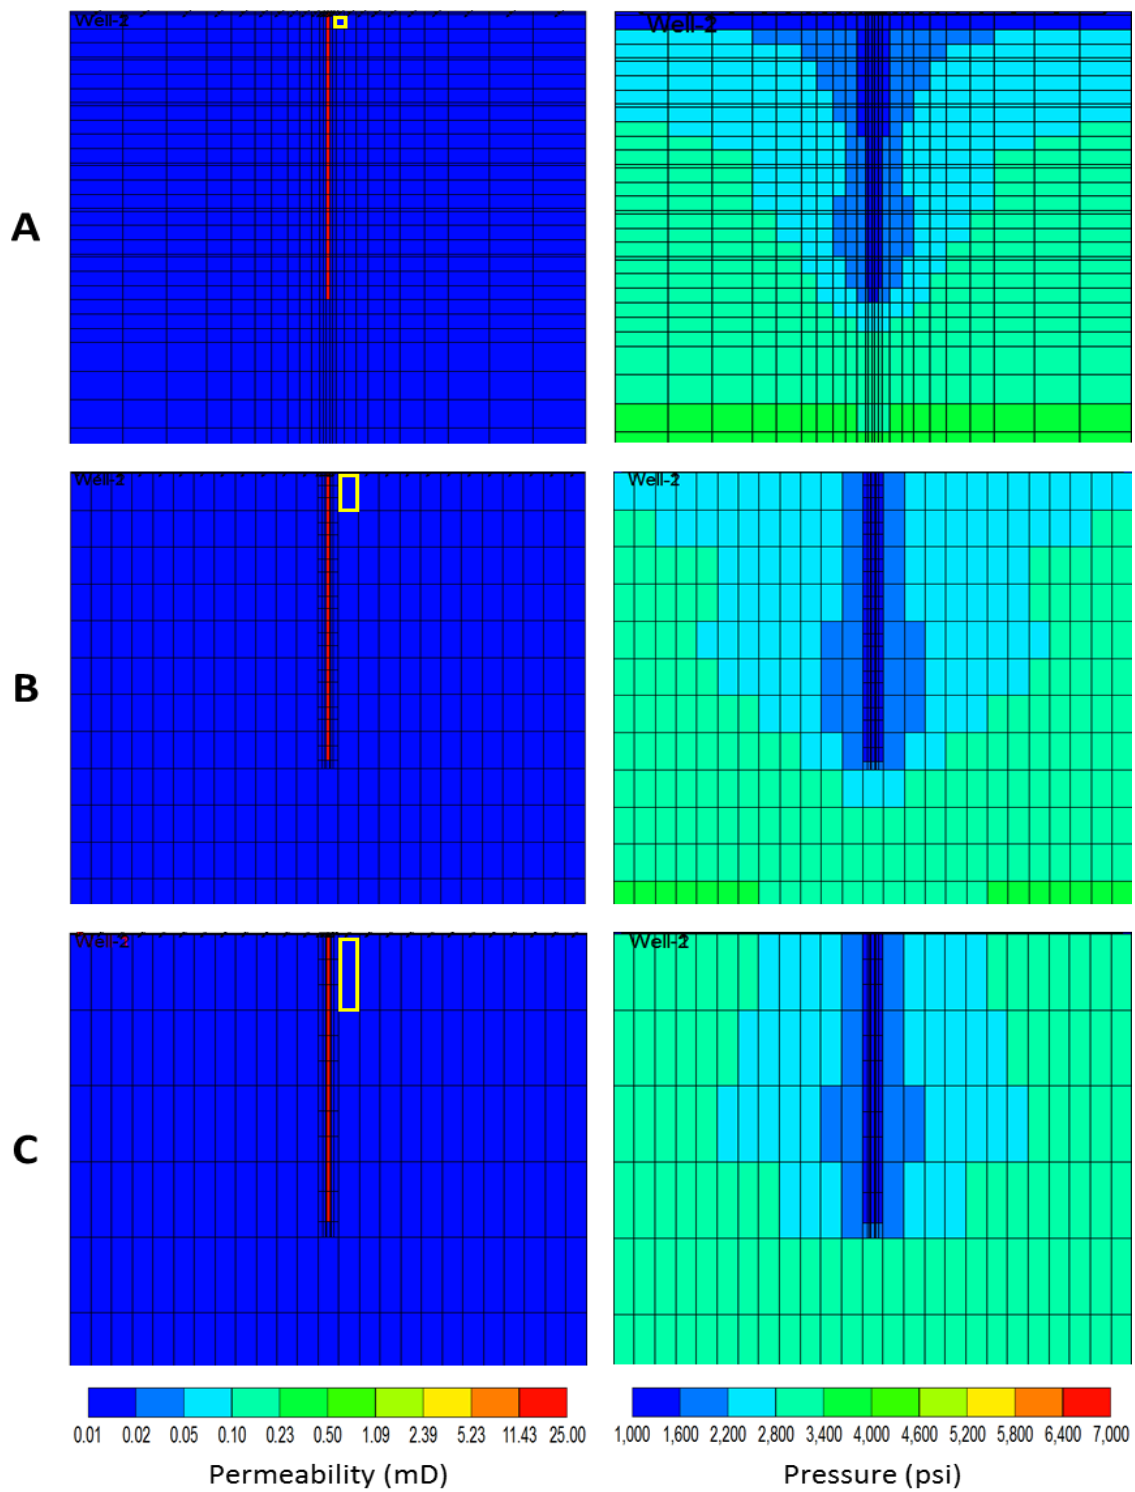 Well-2
Well-2
A
Well-2
Well-2
B
Well-2
Well-2
C
0.01 0.02 0.05 0.10 0.23 0.50 1.09 2.39 5.23 11.43 25.00
1,000 1,600 2,200 2,800 3,400 4,000 4,600 5,200 5,800 6,400 7,000
Permeability (mD)
Pressure (psi)